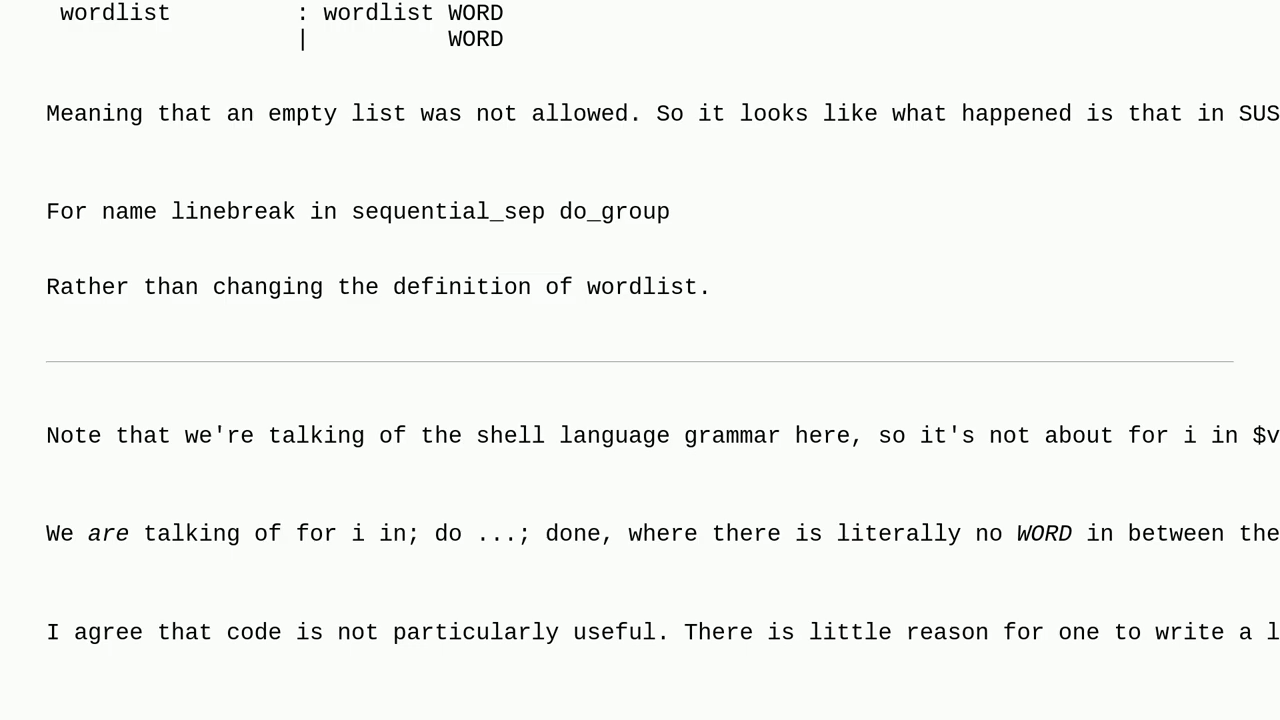 wordlist         : wordlist WORD
                 |          WORD
Meaning that an empty list was not allowed. So it looks like what happened is that in SUS
For name linebreak in sequential_sep do_group
Rather than changing the definition of wordlist.
Note that we're talking of the shell language grammar here, so it's not about for i in $v
We are talking of for i in; do ...; done, where there is literally no WORD in between the
I agree that code is not particularly useful. There is little reason for one to write a l